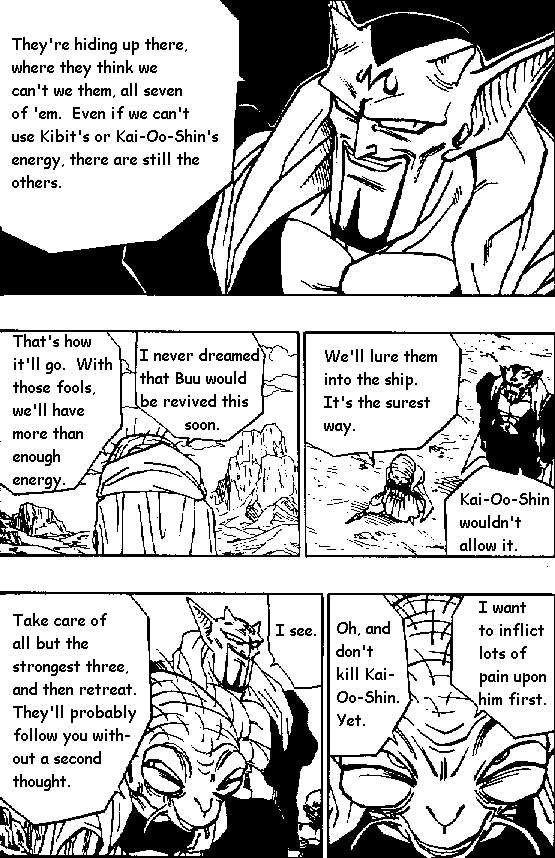 They're hiding up there,
where they think we
can't we them, all seven
of 'em. Even if we can't
use Kibit's or Kai-Oo-Shin's
energy, there are still the
others.
That's how
it'll go. With
those fools,
we'll have
more than
enough
energy.
I never dreamed
that Buu would
be revived this
soon.
We'll lure them
into the ship.
It's the surest
way.
Kai-Oo-Shin
wouldn't
allow it.
Take care of
all but the
strongest three,
and then retreat.
They'll probably
follow you with-
out a second
thought.
I see.
Oh, and
don't
kill Kai-
Oo-Shin.
Yet.
I want
to inflict
lots of
pain upon
him first.